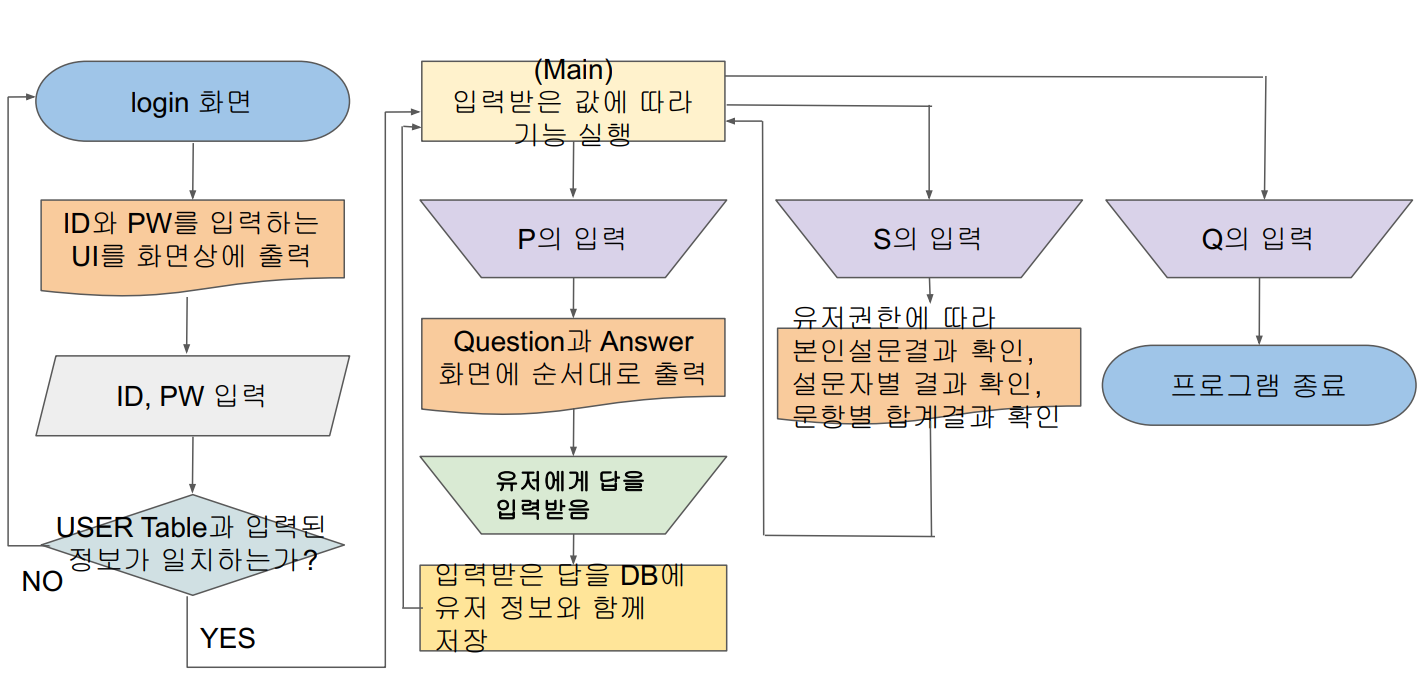 login 화면
ID와 PW를 입력하는
UI를 화면상에 출력
ID, PW 입력
USER Table과 입력된
정보가 일치하는가?
NO
YES
(Main)
입력받은 값에 따라
기능 실행
P의 입력
Question과 Answer
화면에 순서대로 출력
유저에게 답을
입력받음
입력받은 답을 DB에
유저 정보와 함께
저장
S의 입력
유저권한에 따라
본인설문결과 확인,
설문자별 결과 확인,
문항별 합계결과 확인
Q의 입력
프로그램 종료